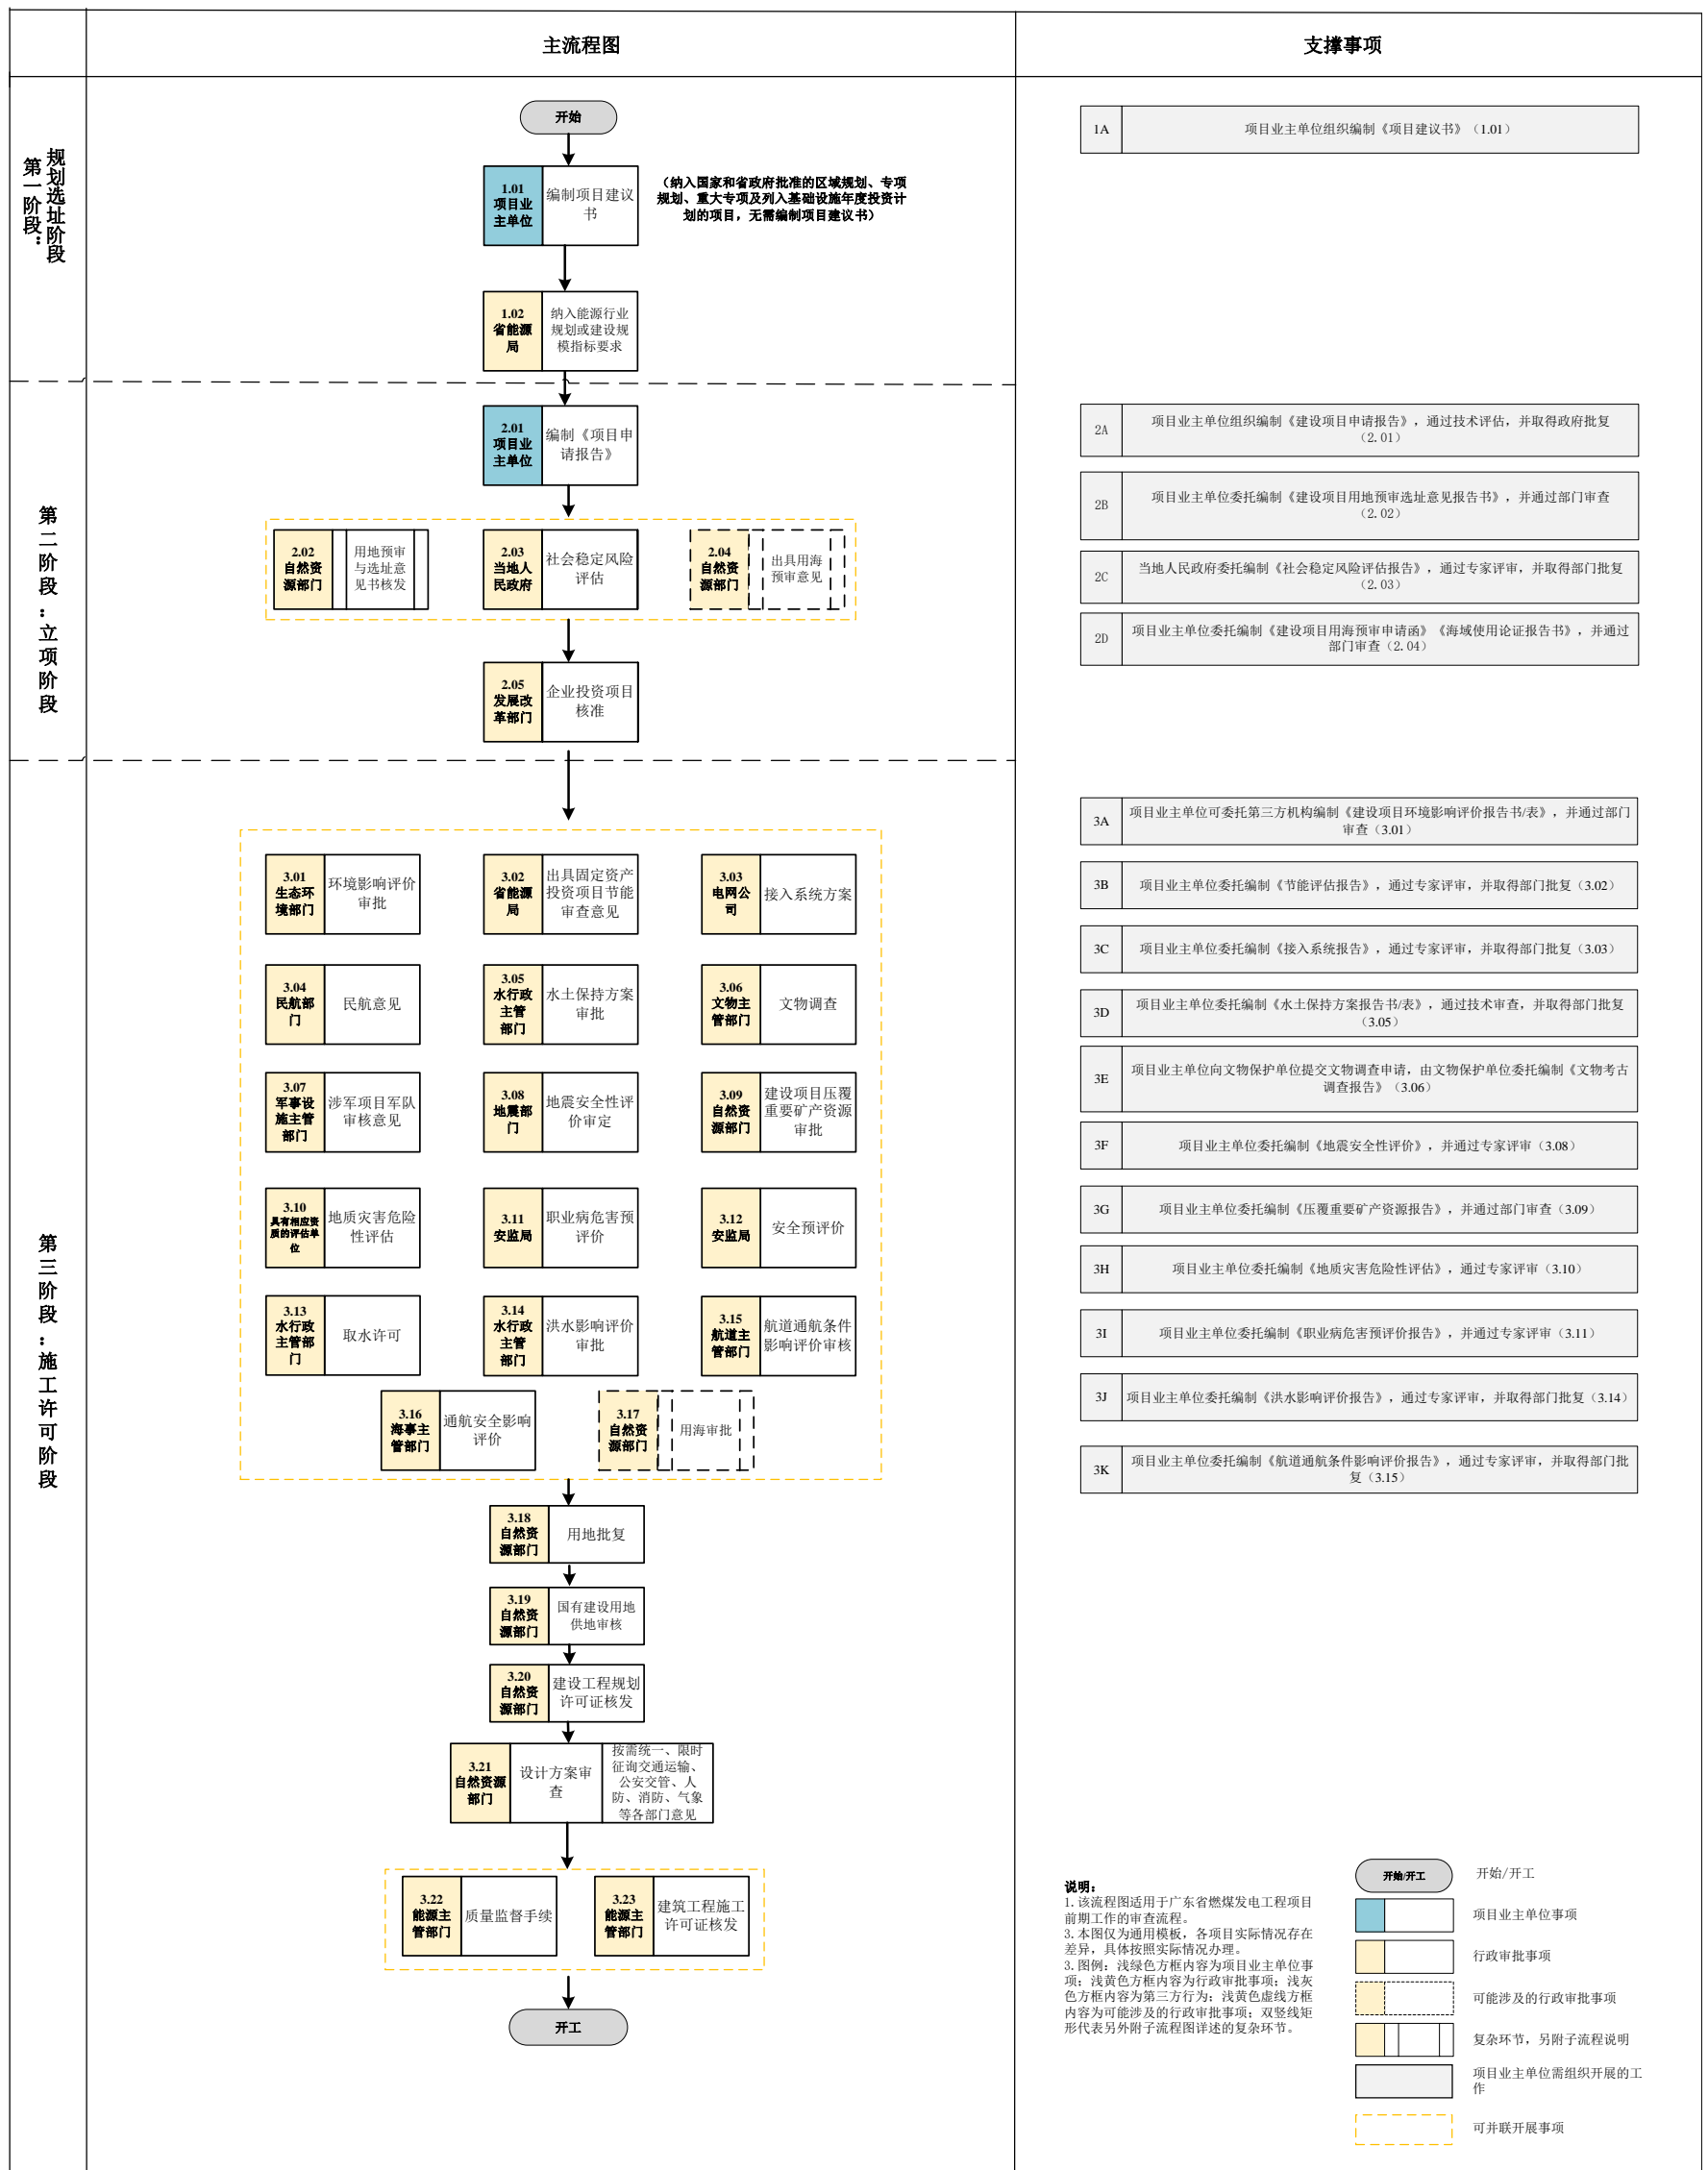 主流程图
支撑事项
第一阶段：
规划选址阶段
开始
1.01
项目业
主单位
编制项目建议
书
（纳入国家和省政府批准的区域规划、专项
规划、重大专项及列入基础设施年度投资计
划的项目，无需编制项目建议书）
1.02
省能源
局
纳入能源行业
规划或建设规
模指标要求
1A
项目业主单位组织编制《项目建议书》（1.01）
第二阶段：立项阶段
2.01
项目业
主单位
编制《项目申
请报告》
2.02
自然资
源部门
用地预审
与选址意
见书核发
2.03
当地人
民政府
社会稳定风险
评估
2.04
自然资
源部门
出具用海
预审意见
2.05
发展改
革部门
企业投资项目
核准
2A
项目业主单位组织编制《建设项目申请报告》，通过技术评估，并取得政府批复
（2.01）
2B
项目业主单位委托编制《建设项目用地预审选址意见报告书》，并通过部门审查
（2.02）
2C
当地人民政府委托编制《社会稳定风险评估报告》，通过专家评审，并取得部门批复
（2.03）
2D
项目业主单位委托编制《建设项目用海预审申请函》《海域使用论证报告书》，并通过
部门审查（2.04）
第三阶段：施工许可阶段
3.01
生态环
境部门
环境影响评价
审批
3.02
省能源
局
出具固定资产
投资项目节能
审查意见
3.03
电网公
司
接入系统方案
3.04
民航部
门
民航意见
3.05
水行政
主管
部门
水土保持方案
审批
3.06
文物主
管部门
文物调查
3.07
军事设
施主管
部门
涉军项目军队
审核意见
3.08
地震部
门
地震安全性评
价审定
3.09
自然资
源部门
建设项目压覆
重要矿产资源
审批
3.10
具有相应资
质的评估单
位
地质灾害危险
性评估
3.11
安监局
职业病危害预
评价
3.12
安监局
安全预评价
3.13
水行政
主管部
门
取水许可
3.14
水行政
主管
部门
洪水影响评价
审批
3.15
航道主
管部门
航道通航条件
影响评价审核
3.16
海事主
管部门
通航安全影响
评价
3.17
自然资
源部门
用海审批
3.18
自然资
源部门
用地批复
3.19
自然资
源部门
国有建设用地
供地审核
3.20
自然资
源部门
建设工程规划
许可证核发
3.21
自然资源
部门
设计方案审
查
按需统一、限时
征询交通运输、
公安交管、人
防、消防、气象
等各部门意见
3.22
能源主
管部门
质量监督手续
3.23
能源主
管部门
建筑工程施工
许可证核发
开工
3A
项目业主单位可委托第三方机构编制《建设项目环境影响评价报告书/表》，并通过部门
审查（3.01）
3B
项目业主单位委托编制《节能评估报告》，通过专家评审，并取得部门批复（3.02）
3C
项目业主单位委托编制《接入系统报告》，通过专家评审，并取得部门批复（3.03）
3D
项目业主单位委托编制《水土保持方案报告书/表》，通过技术审查，并取得部门批复
（3.05）
3E
项目业主单位向文物保护单位提交文物调查申请，由文物保护单位委托编制《文物考古
调查报告》（3.06）
3F
项目业主单位委托编制《地震安全性评价》，并通过专家评审（3.08）
3G
项目业主单位委托编制《压覆重要矿产资源报告》，并通过部门审查（3.09）
3H
项目业主单位委托编制《地质灾害危险性评估》，通过专家评审（3.10）
3I
项目业主单位委托编制《职业病危害预评价报告》，并通过专家评审（3.11）
3J
项目业主单位委托编制《洪水影响评价报告》，通过专家评审，并取得部门批复（3.14）
3K
项目业主单位委托编制《航道通航条件影响评价报告》，通过专家评审，并取得部门批
复（3.15）
说明：
1.该流程图适用于广东省燃煤发电工程项目
前期工作的审查流程。
3.本图仅为通用模板，各项目实际情况存在
差异，具体按照实际情况办理。
3.图例：浅绿色方框内容为项目业主单位事
项；浅黄色方框内容为行政审批事项；浅灰
色方框内容为第三方行为；浅黄色虚线方框
内容为可能涉及的行政审批事项；双竖线矩
形代表另外附子流程图详述的复杂环节。
开始/开工
开始/开工
项目业主单位事项
行政审批事项
可能涉及的行政审批事项
复杂环节，另附子流程说明
项目业主单位需组织开展的工
作
可并联开展事项